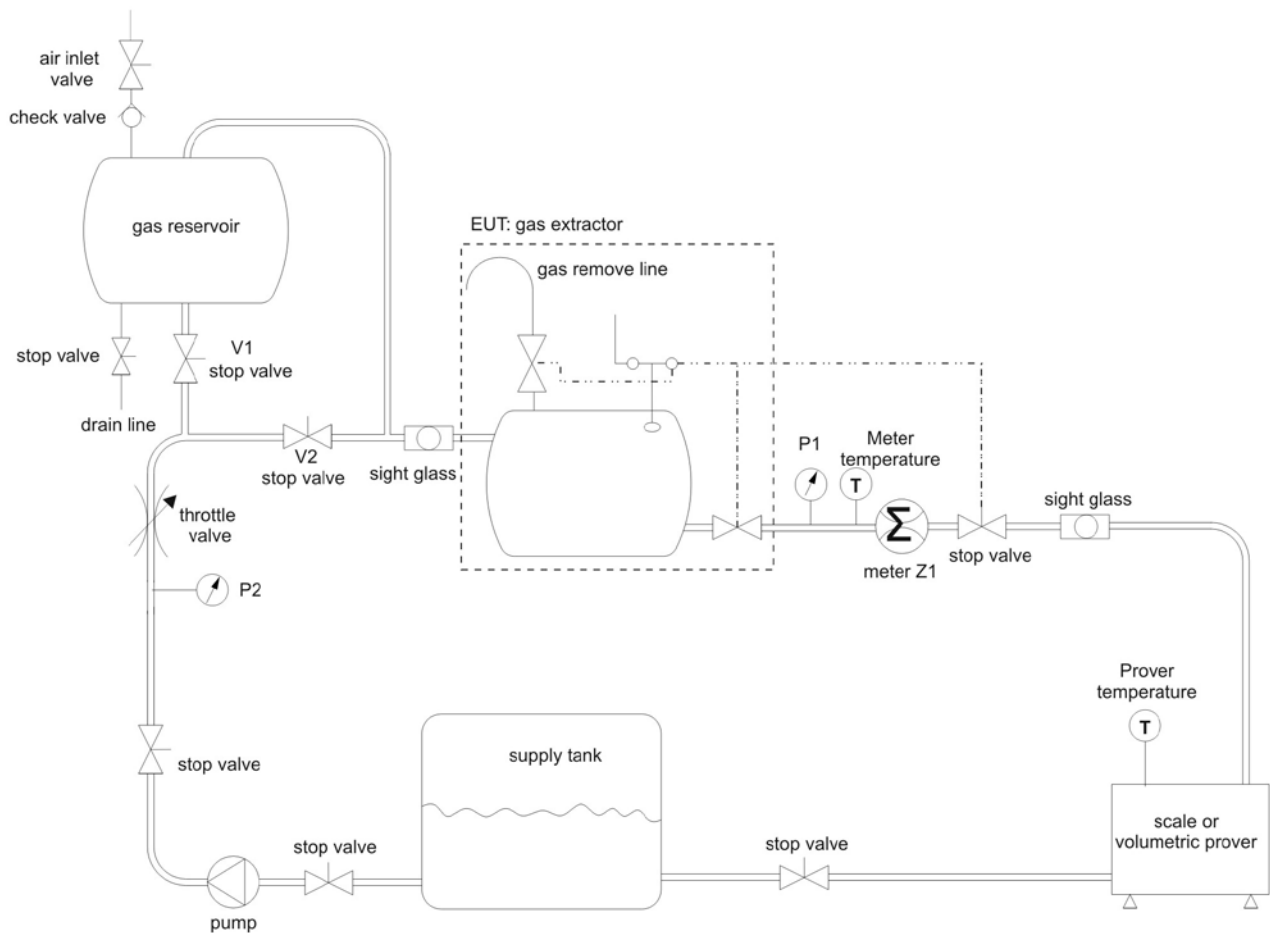 air inlet
valve
check valve
gas reservoir
EUT: gas extractor
gas remove line
stop valve
V1
stop valve
drain line
V2
stop valve
sight glass
P1
Meter
temperature
T
Σ
meter Z1
stop valve
sight glass
throttle
valve
P2
Prover
temperature
T
stop valve
supply tank
scale or
volumetric prover
stop valve
stop valve
pump